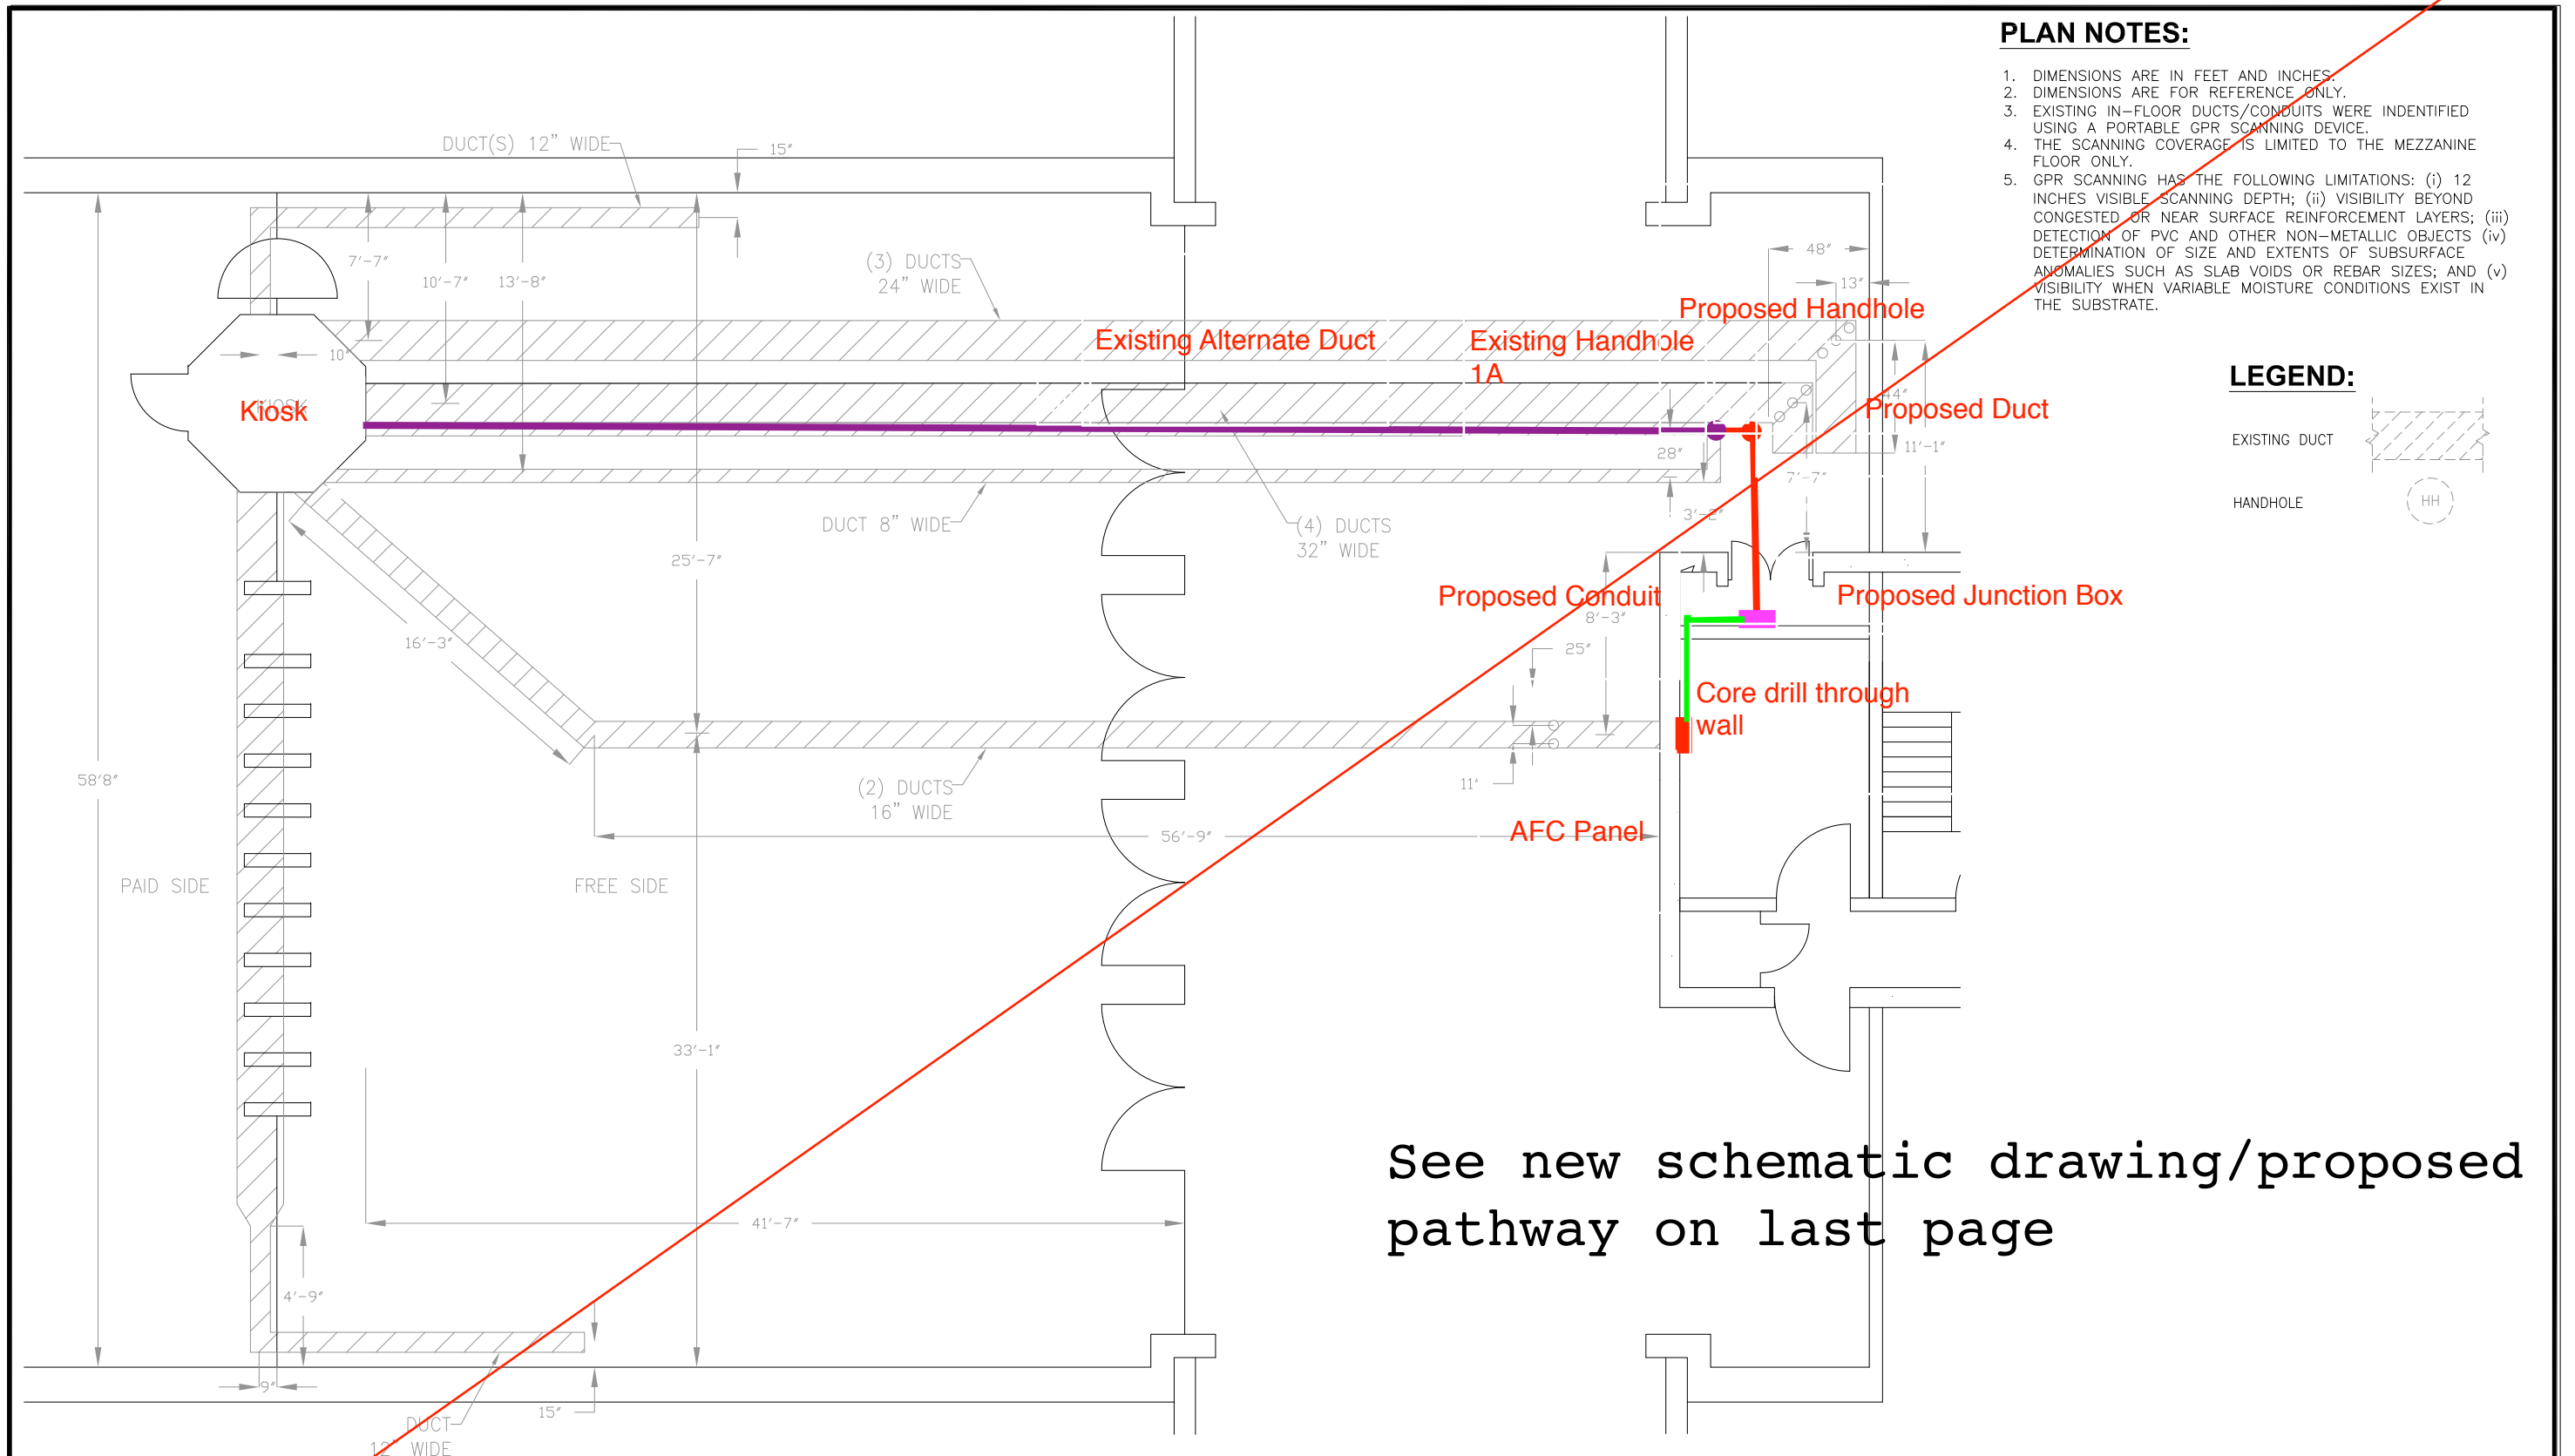 PLAN NOTES:
1. DIMENSIONS ARE IN FEET AND INCHES.
2. DIMENSIONS ARE FOR REFERENCE ONLY.
3. EXISTING IN-FLOOR DUCTS/CONDUITS WERE INDENTIFIED
USING A PORTABLE GPR SCANNING DEVICE.
4. THE SCANNING COVERAGE IS LIMITED TO THE MEZZANINE
FLOOR ONLY.
5. GPR SCANNING HAS THE FOLLOWING LIMITATIONS: (i) 12
INCHES VISIBLE SCANNING DEPTH; (ii) VISIBILITY BEYOND
CONGESTED OR NEAR SURFACE REINFORCEMENT LAYERS; (iii)
DETECTION OF PVC AND OTHER NON-METALLIC OBJECTS (iv)
DETERMINATION OF SIZE AND EXTENTS OF SUBSURFACE
ANOMALIES SUCH AS SLAB VOIDS OR REBAR SIZES; AND (v)
VISIBILITY WHEN VARIABLE MOISTURE CONDITIONS EXIST IN
THE SUBSTRATE.
LEGEND:
EXISTING DUCT
HANDHOLE
HH
DUCT(S) 12" WIDE
15"
7'-7"
10'-7"
13'-8"
(3) DUCTS
24" WIDE
48"
13"
Proposed Handhole
Existing Alternate Duct
Existing Handhole
1A
10"
KIOSK
Kiosk
44"
Proposed Duct
11'-1"
28"
7'-7"
3'-2"
DUCT 8" WIDE
(4) DUCTS
32" WIDE
25'-7"
Proposed Conduit
8'-3"
Proposed Junction Box
16'-3"
25"
Core drill through
wall
58'8"
(2) DUCTS
16" WIDE
11'
56'-9"
AFC Panel
PAID SIDE
FREE SIDE
33'-1"
See new schematic drawing/proposed
pathway on last page
41'-7"
4'-9"
9"
15"
DUCT
12" WIDE